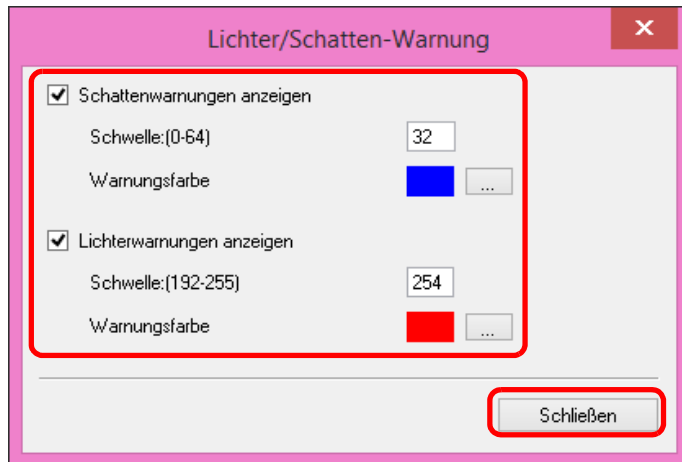 Lichter/Schatten-Warnung
Schattenwarnungen anzeigen
Schwelle:(0-64) 32
Warnungsfarbe ...
Lichterwarnungen anzeigen
Schwelle:(192-255) 254
Warnungsfarbe ...
Schließen